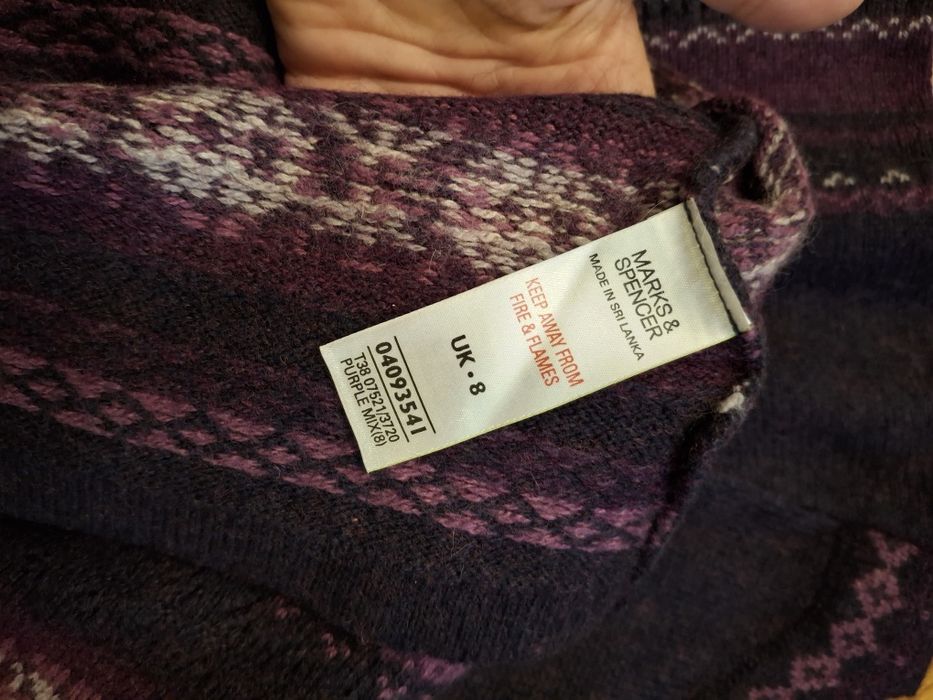 MARKS &
SPENCER
MADE IN SRI LANKA
KEEP AWAY FROM
FIRE & FLAMES
UK • 8
04093541
T38 07521/3720
PURPLE MIX(8)